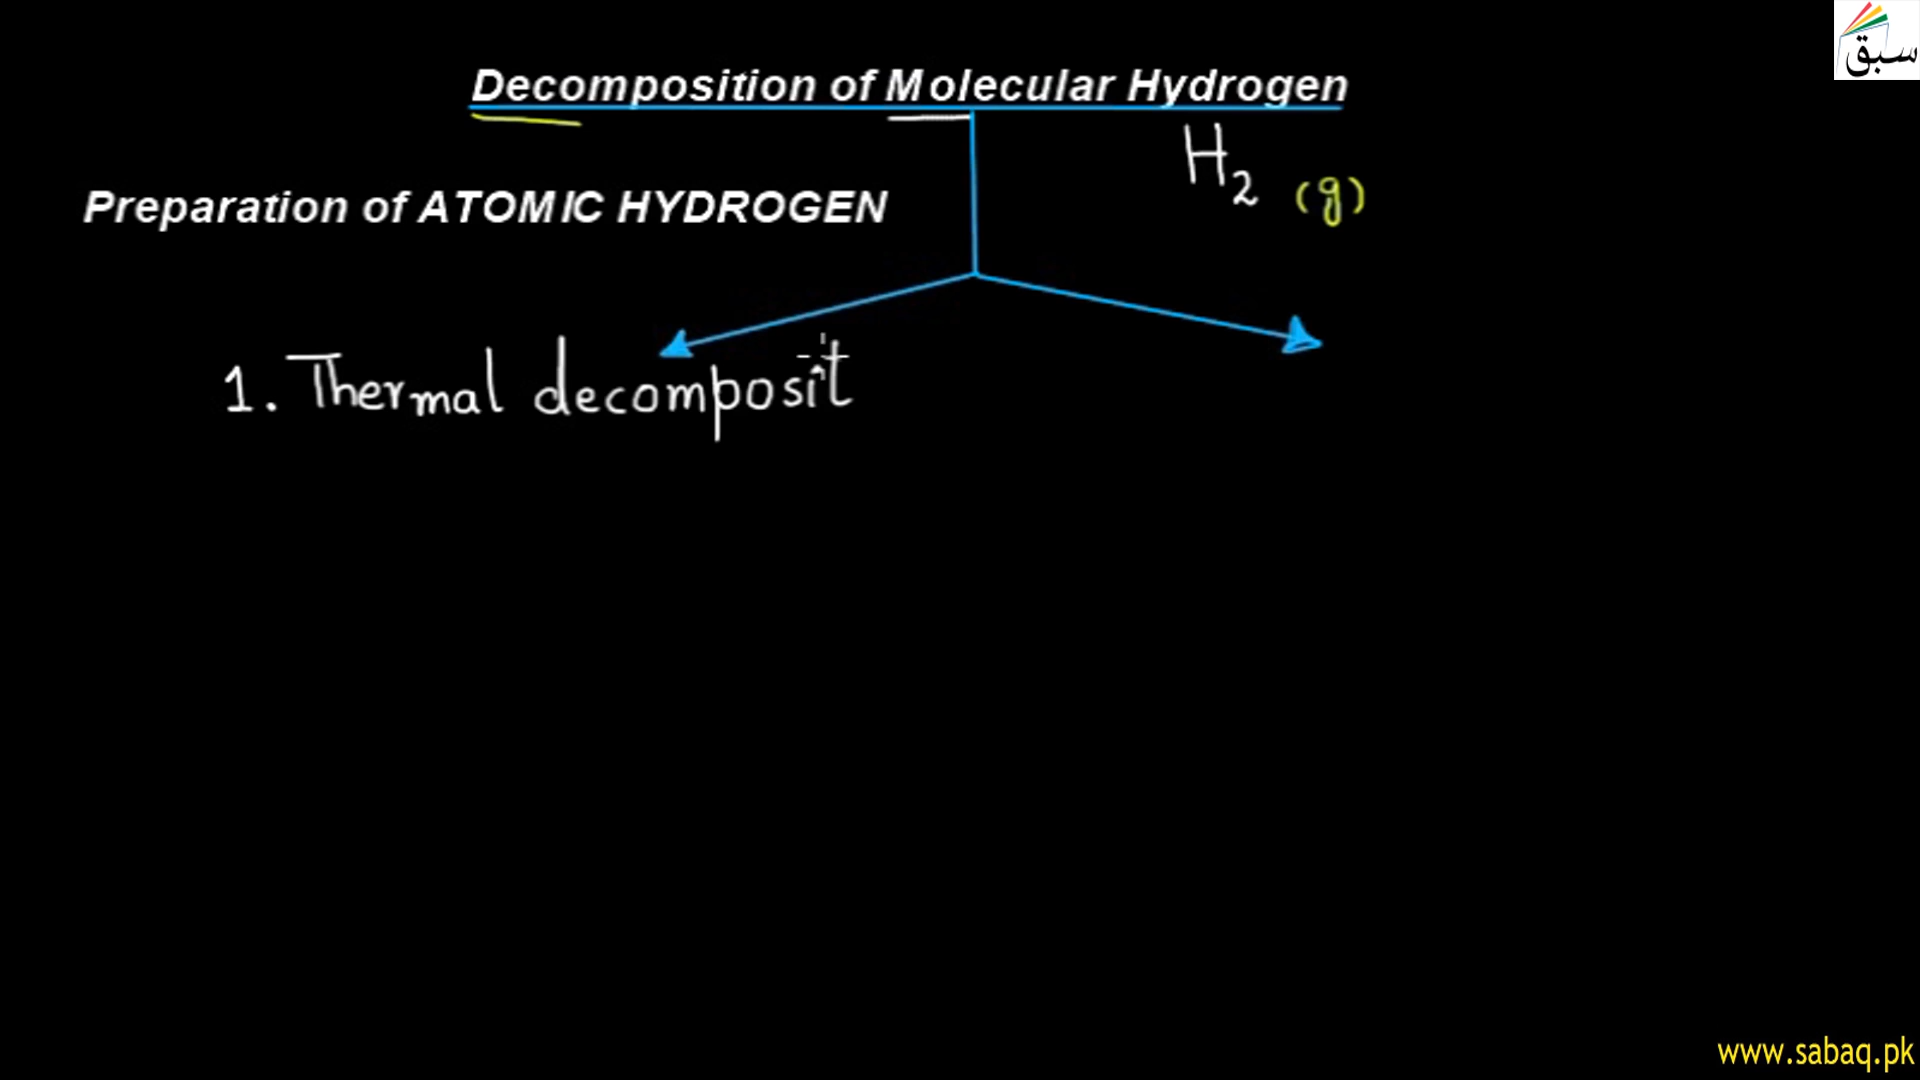 سبق
Decomposition of Molecular Hydrogen
H₂ (g)
Preparation of ATOMIC HYDROGEN
1. Thermal decomposit
www.sabaq.pk